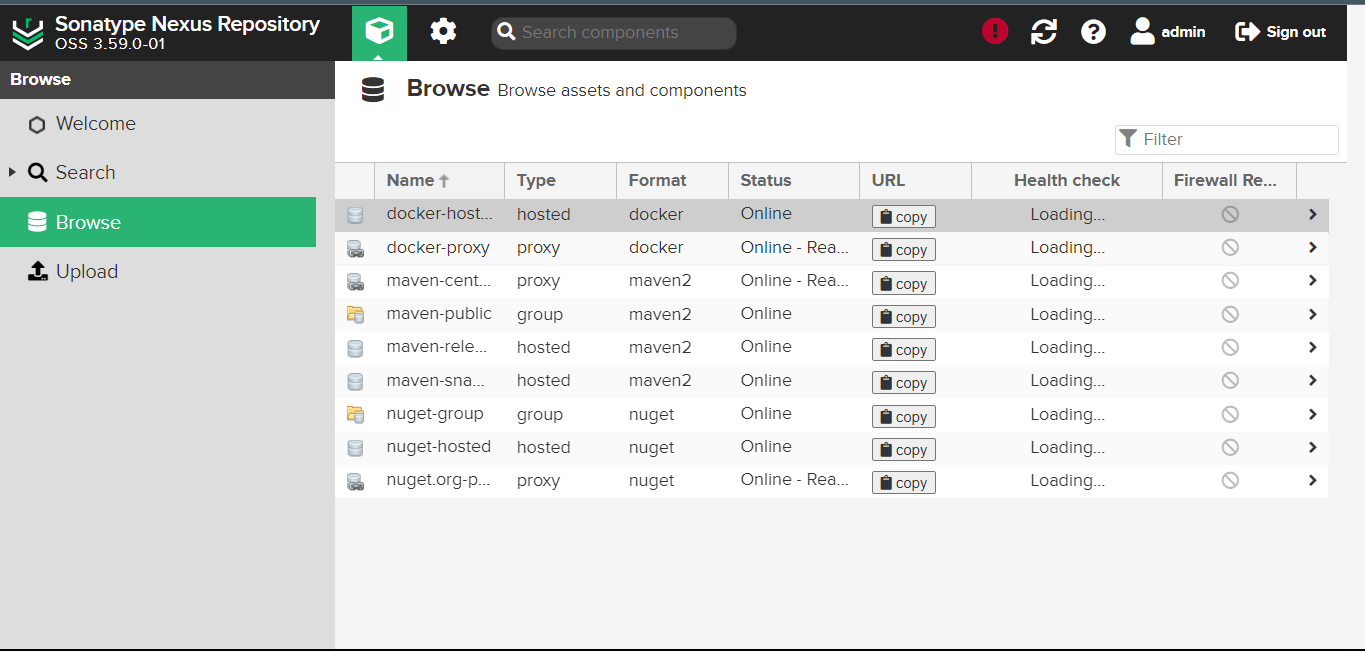 Sonatype Nexus Repository
OSS 3.59.0-01
Search components
admin
Sign out
Browse
Welcome
Search
Browse
Upload
Browse Browse assets and components
Filter
Name Type Format Status URL Health check Firewall Re...
docker-host... hosted docker Online copy Loading...
docker-proxy proxy docker Online - Rea... copy Loading...
maven-cent... proxy maven2 Online - Rea... copy Loading...
maven-public group maven2 Online copy Loading...
maven-rele... hosted maven2 Online copy Loading...
maven-sna... hosted maven2 Online copy Loading...
nuget-group group nuget Online copy Loading...
nuget-hosted hosted nuget Online copy Loading...
nuget.org-p... proxy nuget Online - Rea... copy Loading...